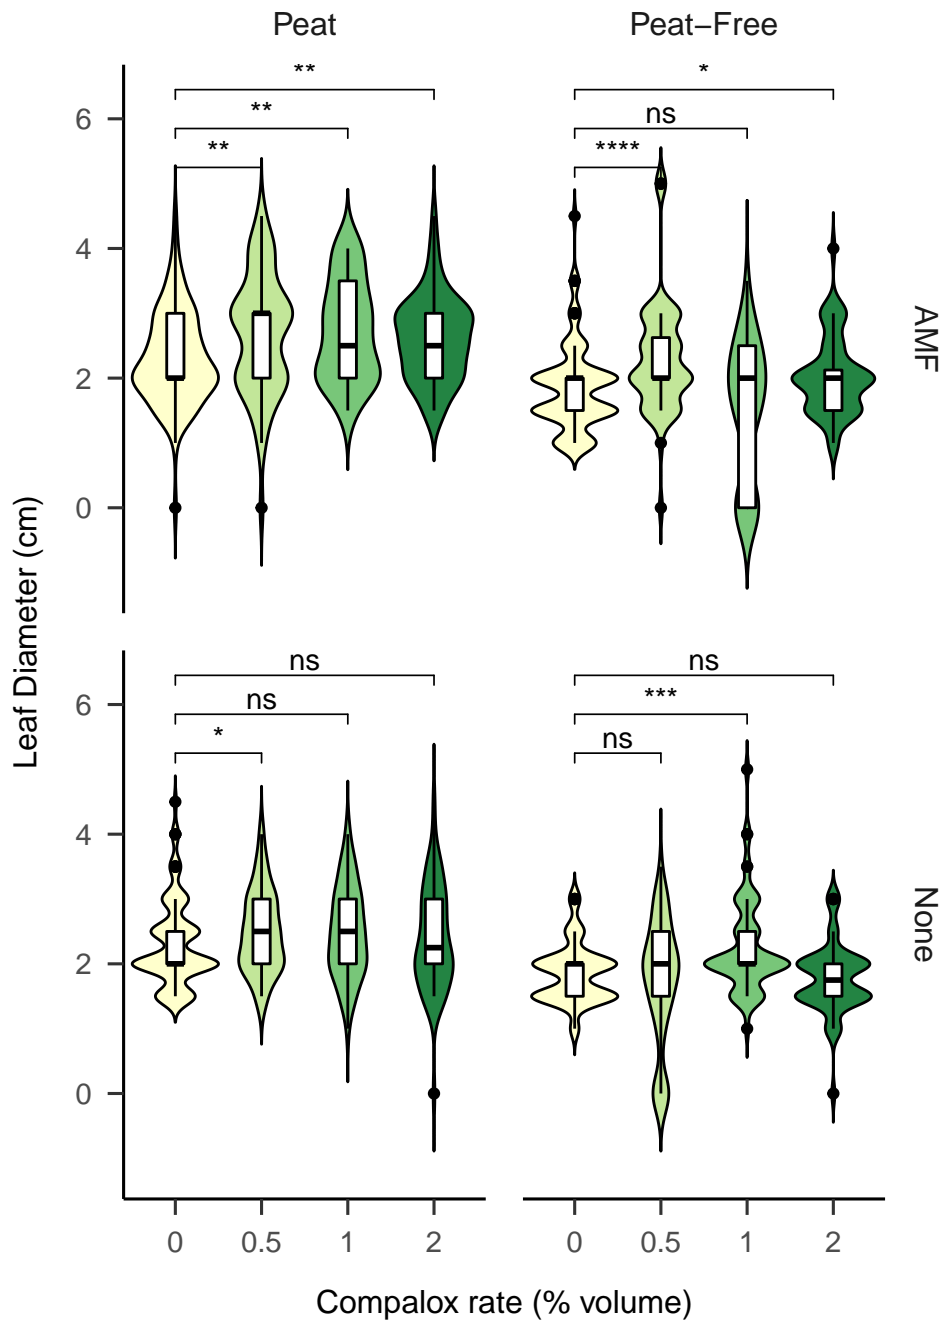 Peat
Peat−Free
**
**
**
*
ns
****
6
4
2
0
AMF
Leaf Diameter (cm)
ns
ns
*
ns
***
ns
6
4
2
0
None
0 0.5 1 2
0 0.5 1 2
Compalox rate (% volume)